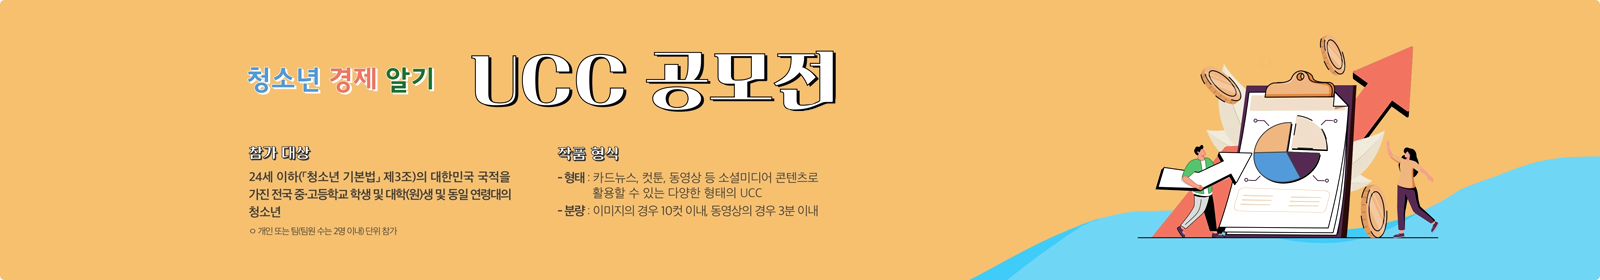 청소년 경제 알기 UCC 공모전
참가 대상
24세 이하(「청소년 기본법」 제3조)의 대한민국 국적을
가진 전국 중·고등학교 학생 및 대학(원)생 및 동일 연령대의
청소년
ㅇ 개인 또는 팀(팀원 수는 2명 이내) 단위 참가
작품 형식
- 형태 : 카드뉴스, 컷툰, 동영상 등 소셜미디어 콘텐츠로
활용할 수 있는 다양한 형태의 UCC
- 분량 : 이미지의 경우 10컷 이내, 동영상의 경우 3분 이내